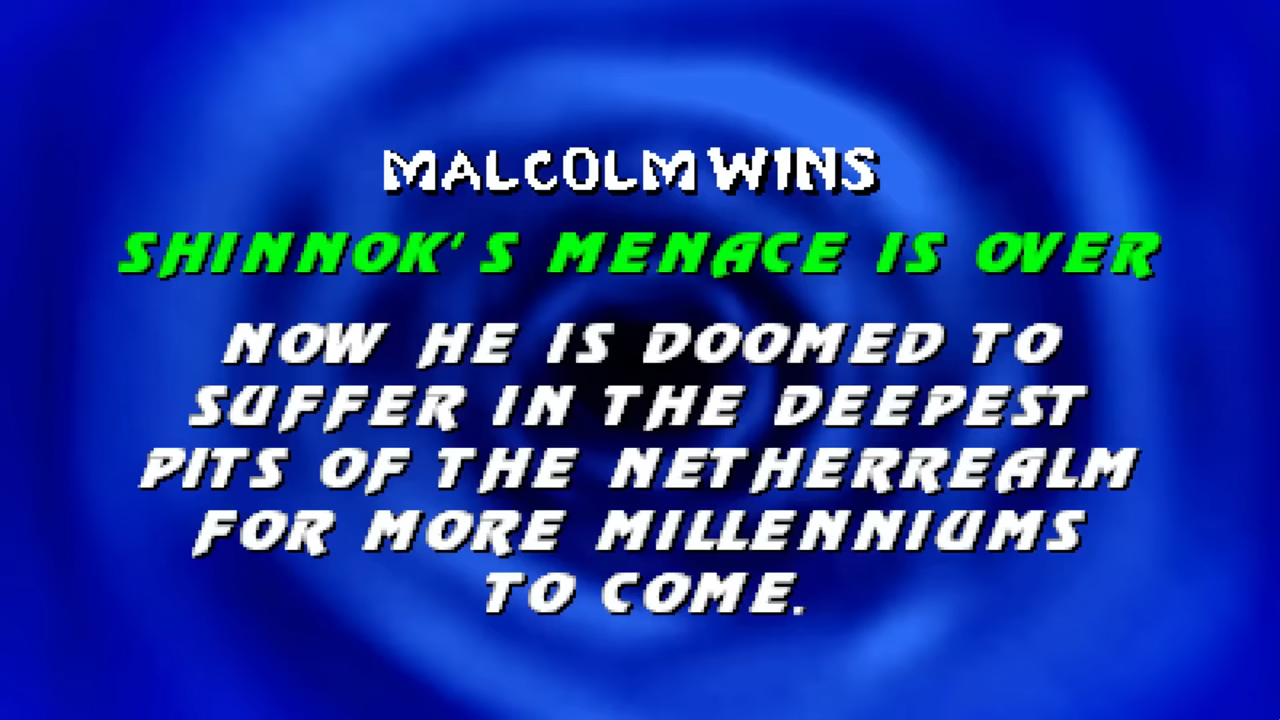 MALCOLM WINS
SHINNOK'S MENACE IS OVER
NOW HE IS DOOMED TO
SUFFER IN THE DEEPEST
PITS OF THE NETHERREALM
FOR MORE MILLENNIUMS
TO COME.